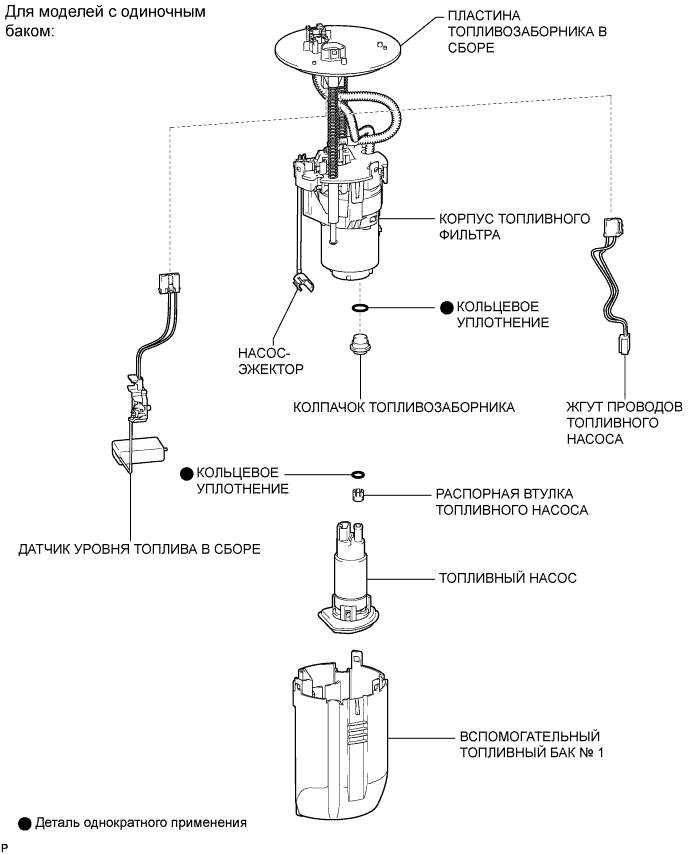 Для моделей с одиночным
баком:
ПЛАСТИНА
ТОПЛИВОЗАБОРНИКА В
СБОРЕ
КОРПУС ТОПЛИВНОГО
ФИЛЬТРА
КОЛЬЦЕВОЕ
УПЛОТНЕНИЕ
НАСОС-
ЭЖЕКТОР
КОЛПАЧОК ТОПЛИВОЗАБОРНИКА
ЖГУТ ПРОВОДОВ
ТОПЛИВНОГО
НАСОСА
КОЛЬЦЕВОЕ
УПЛОТНЕНИЕ
РАСПОРНАЯ ВТУЛКА
ТОПЛИВНОГО НАСОСА
ДАТЧИК УРОВНЯ ТОПЛИВА В СБОРЕ
ТОПЛИВНЫЙ НАСОС
ВСПОМОГАТЕЛЬНЫЙ
ТОПЛИВНЫЙ БАК № 1
Деталь однократного применения
P